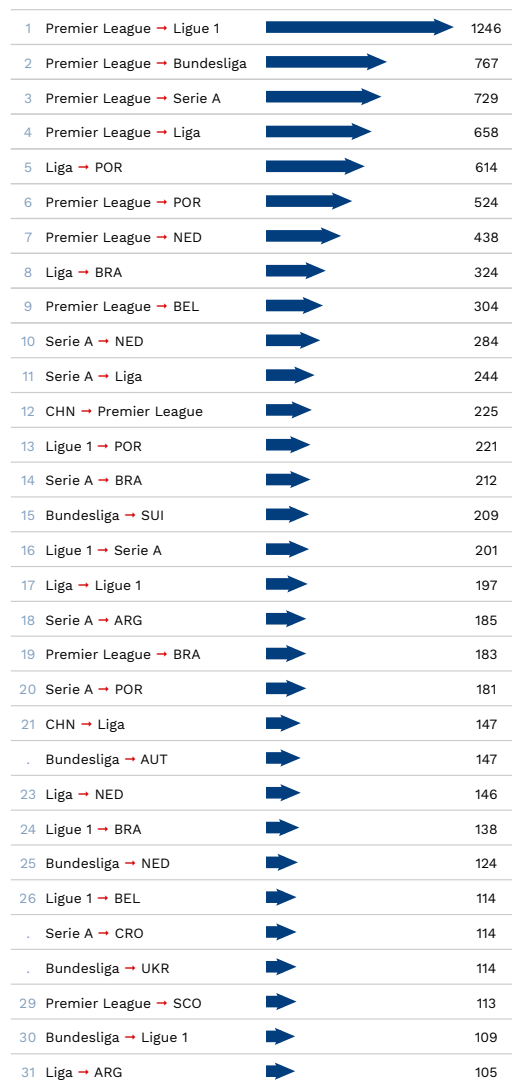 1 Premier League → Ligue 1 1246
2 Premier League → Bundesliga 767
3 Premier League → Serie A 729
4 Premier League → Liga 658
5 Liga → POR 614
6 Premier League → POR 524
7 Premier League → NED 438
8 Liga → BRA 324
9 Premier League → BEL 304
10 Serie A → NED 284
11 Serie A → Liga 244
12 CHN → Premier League 225
13 Ligue 1 → POR 221
14 Serie A → BRA 212
15 Bundesliga → SUI 209
16 Ligue 1 → Serie A 201
17 Liga → Ligue 1 197
18 Serie A → ARG 185
19 Premier League → BRA 183
20 Serie A → POR 181
21 CHN → Liga 147
. Bundesliga → AUT 147
23 Liga → NED 146
24 Ligue 1 → BRA 138
25 Bundesliga → NED 124
26 Ligue 1 → BEL 114
. Serie A → CRO 114
. Bundesliga → UKR 114
29 Premier League → SCO 113
30 Bundesliga → Ligue 1 109
31 Liga → ARG 105